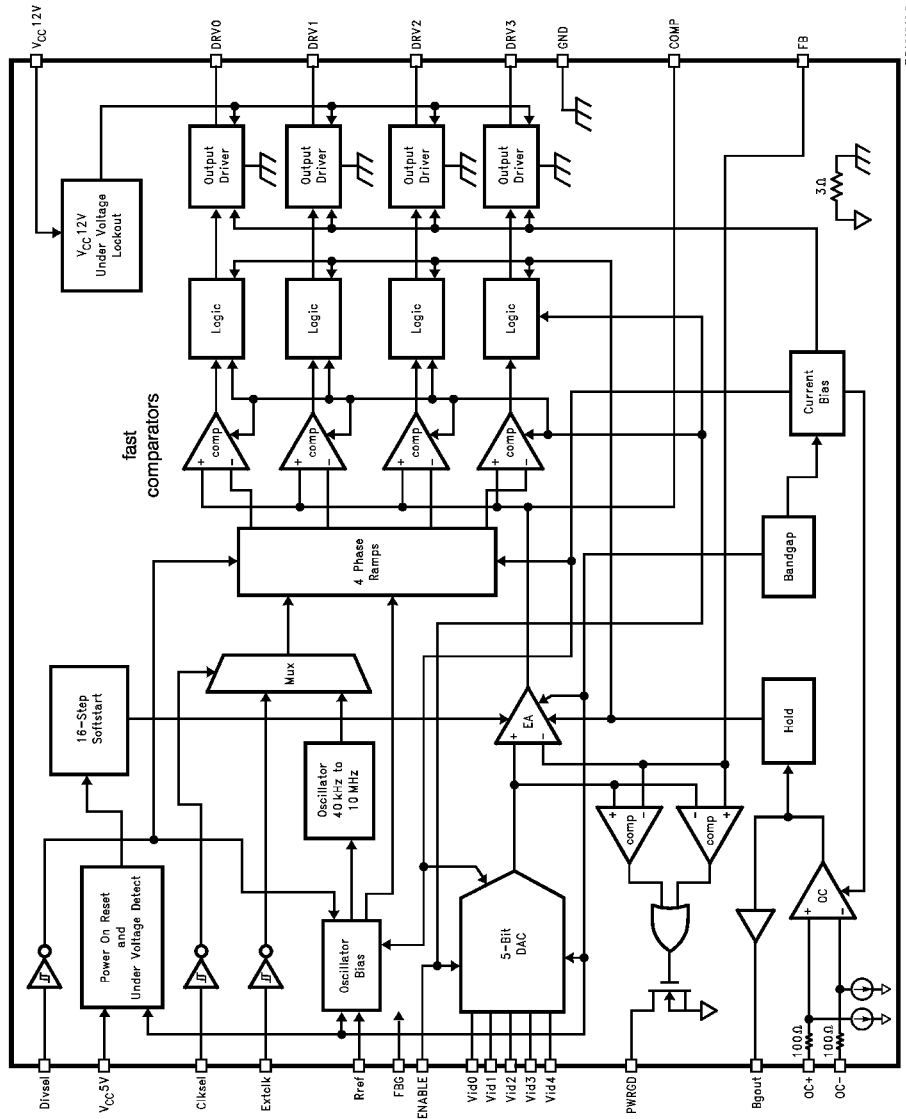 Divsel
VCC5V
Clksel
Extclk
Rref
FBG
ENABLE
Vid0
Vid1
Vid2
Vid3
Vid4
PWRGD
Bgout
OC+
OC-
100Ω
100Ω
Power On Reset
and
Under Voltage Detect
16-Step
Softstart
Oscillator
Bias
Oscillator
40 kHz to
10 MHz
Mux
5-Bit
DAC
+
-
EA
+
-
comp
-
+
comp
+
-
OC
Hold
Bandgap
Current
Bias
4 Phase
Ramps
fast
comparators
+
-
comp
+
-
comp
+
-
comp
+
-
comp
Logic
Logic
Logic
Logic
Output
Driver
Output
Driver
Output
Driver
Output
Driver
VCC12V
Under Voltage
Lockout
3Ω
VCC12V
DRV0
DRV1
DRV2
DRV3
GND
COMP
FB